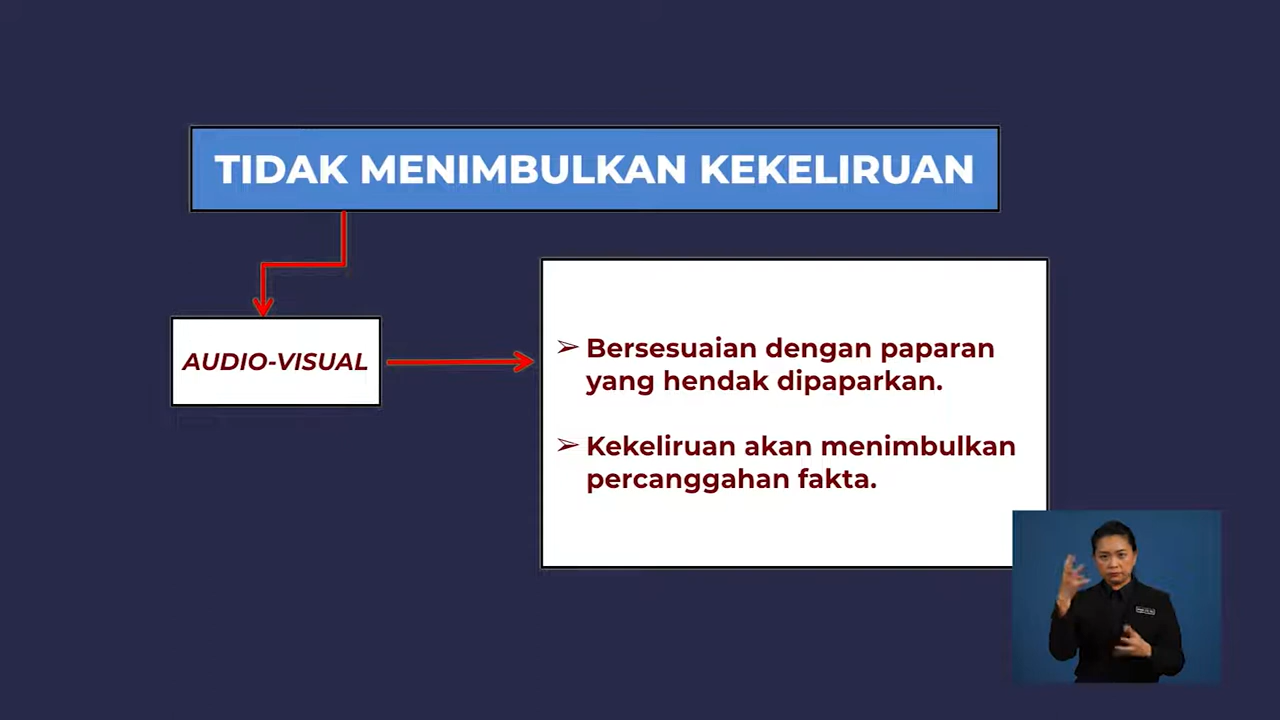 TIDAK MENIMBULKAN KEKELIRUAN
AUDIO-VISUAL
➢ Bersesuaian dengan paparan
yang hendak dipaparkan.
➢ Kekeliruan akan menimbulkan
percanggahan fakta.